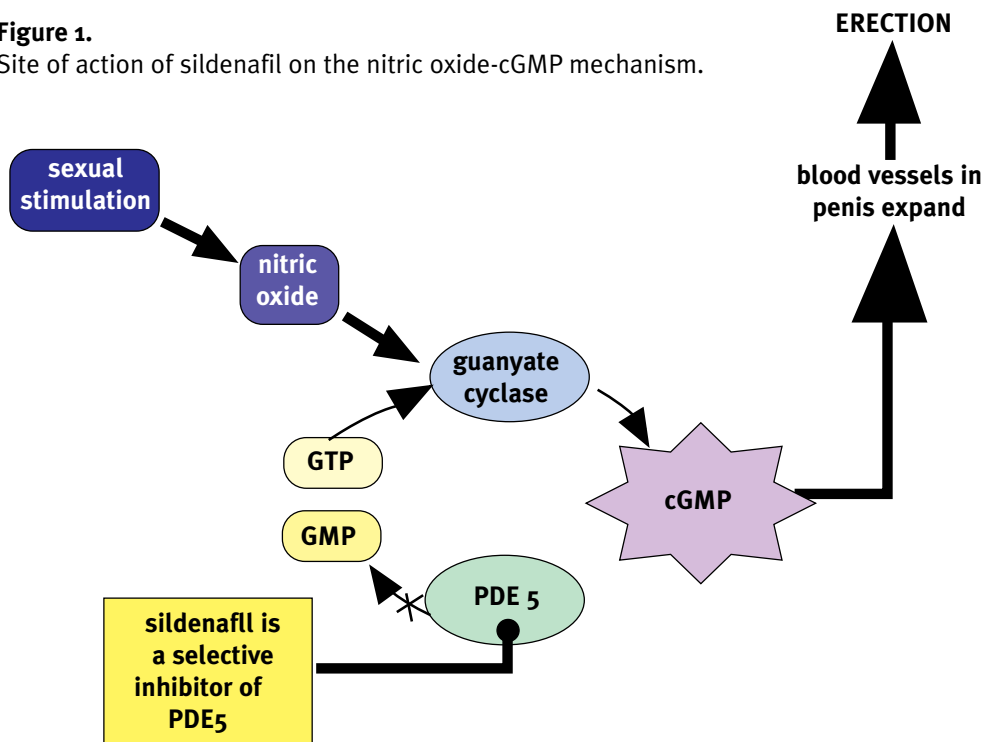 Figure 1.
Site of action of sildenafil on the nitric oxide-cGMP mechanism.
ERECTION
blood vessels in
penis expand
sexual
stimulation
nitric
oxide
guanyate
cyclase
GTP
cGMP
GMP
PDE 5
sildenafll is
a selective
inhibitor of
PDE5